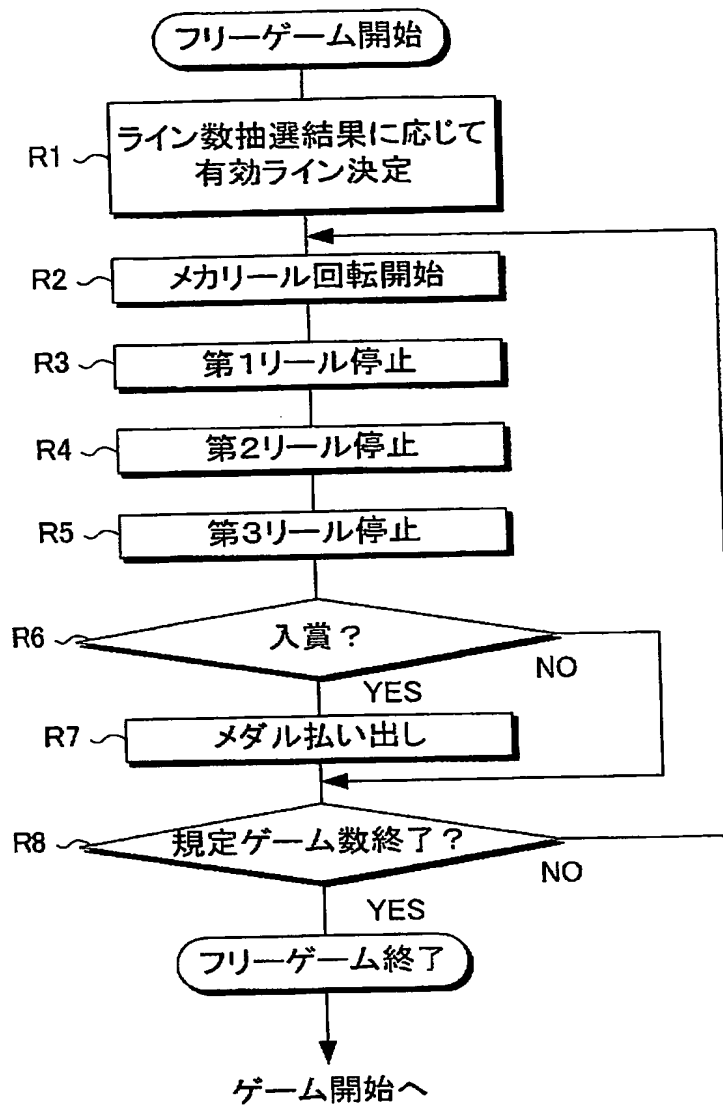 フリーゲーム開始
R1
ライン数抽選結果に応じて
有効ライン決定
R2
メカリール回転開始
R3
第1リール停止
R4
第2リール停止
R5
第3リール停止
R6
入賞?
NO
YES
R7
メダル払い出し
R8
規定ゲーム数終了?
NO
YES
フリーゲーム終了
ゲーム開始へ